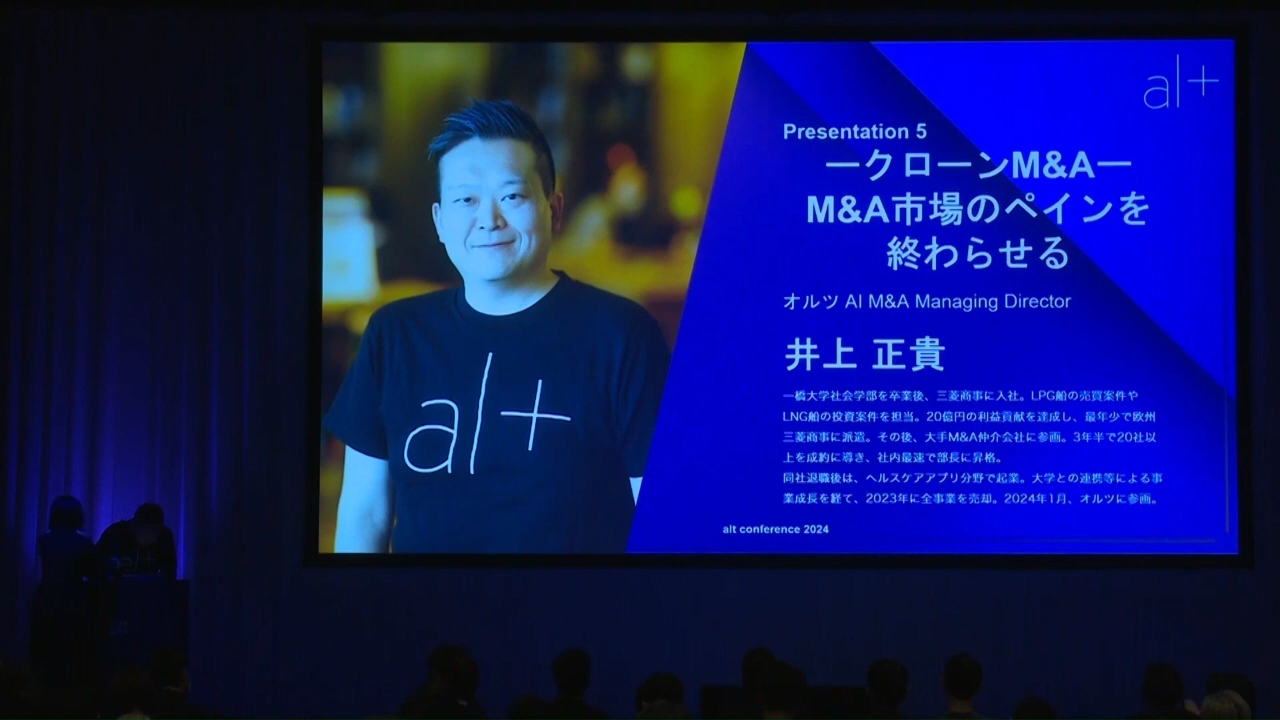 al+
Presentation 5
ークローンM&Aー
M&A市場のペインを
終わらせる
オルツ AI M&A Managing Director
井上 正貴
一橋大学社会学部を卒業後、三菱商事に入社。LPG船の売買案件や
LNG船の投資案件を担当。20億円の利益貢献を達成し、最年少で欧州
三菱商事に派遣。その後、大手M&A仲介会社に参画。3年半で20社以
上を成約に導き、社内最速で部長に昇格。
同社退職後は、ヘルスケアアプリ分野で起業。大学との連携等による事
業成長を経て、2023年に全事業を売却。2024年1月、オルツに参画。
al+
alt conference 2024